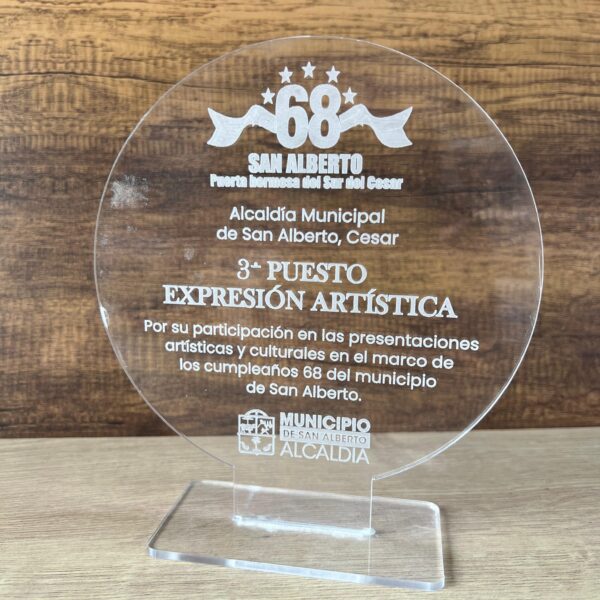 68
SAN ALBERTO
Puerta hermosa del Sur del Cesar
Alcaldía Municipal
de San Alberto, Cesar
3ᵃ PUESTO
EXPRESIÓN ARTÍSTICA
Por su participación en las presentaciones
artísticas y culturales en el marco de
los cumpleaños 68 del municipio
de San Alberto.
MUNICIPIO
DE SAN ALBERTO
ALCALDIA